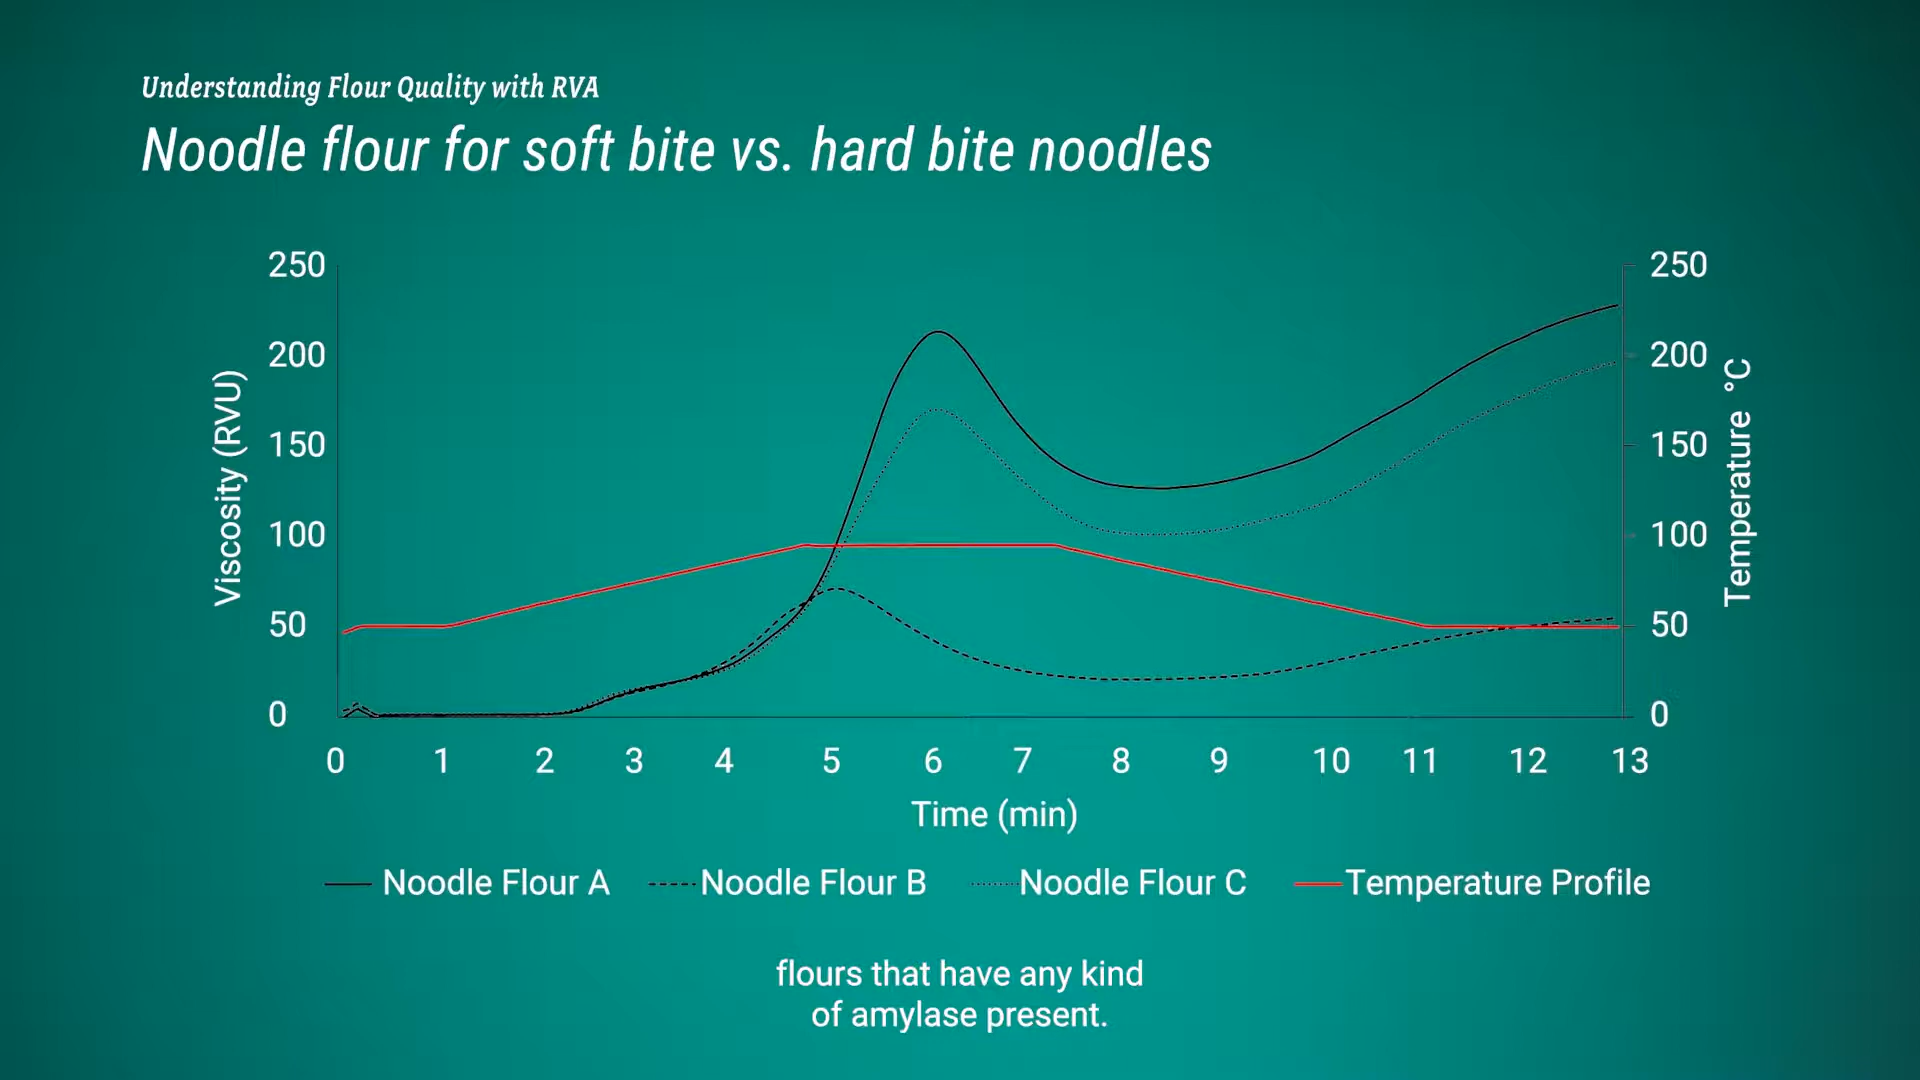 Understanding Flour Quality with RVA
Noodle flour for soft bite vs. hard bite noodles
250
200
150
100
50
0
Viscosity (RVU)
250
200
150
100
50
0
Temperature °C
0 1 2 3 4 5 6 7 8 9 10 11 12 13
Time (min)
Noodle Flour A Noodle Flour B Noodle Flour C Temperature Profile
flours that have any kind
of amylase present.